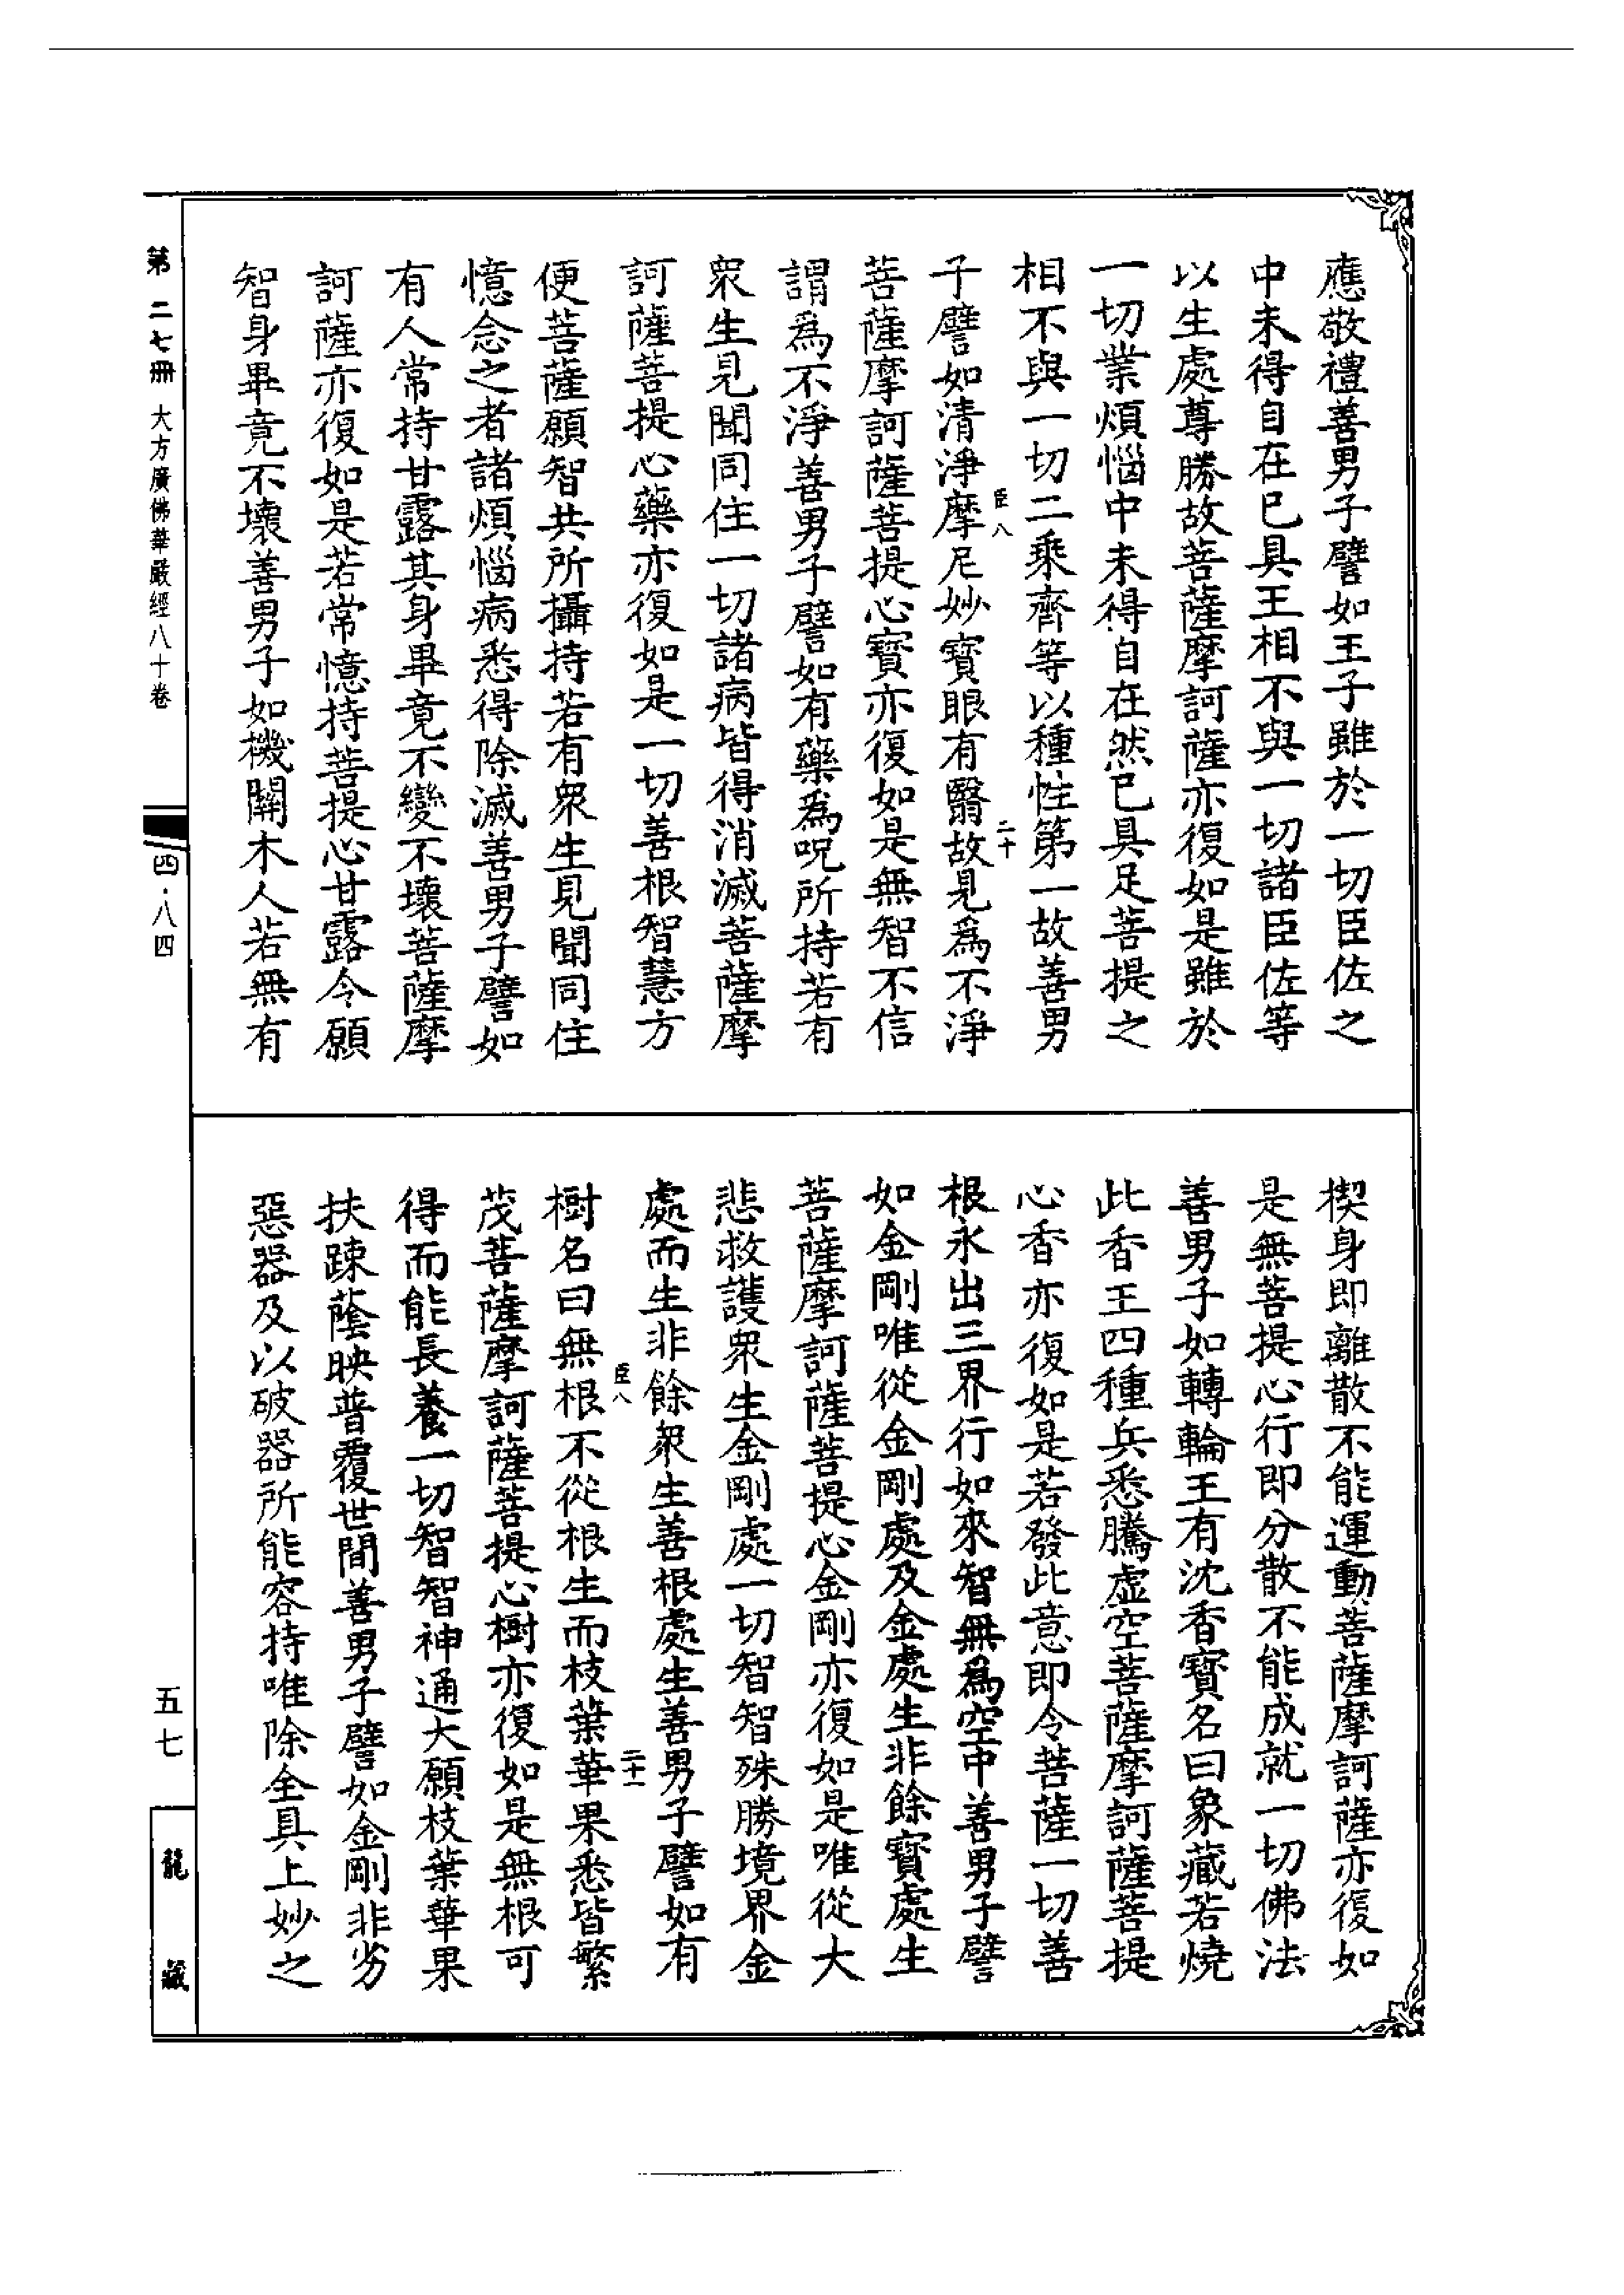 應敬禮善男子譬如王子雖於一切臣佐之
中未得自在已具王相不與一切諸臣佐等
以生處尊勝故菩薩摩訶薩亦復如是雖於
一切業煩惱中未得自在然已具足菩提之
相不與一切二乘齊等以種性第一故善男
臣八
二十
子譬如清淨摩尼妙寶眼有翳故見為不淨
菩薩摩訶薩菩提心寶亦復如是無智不信
謂為不淨善男子譬如有藥為呪所持若有
眾生見聞同住一切諸病皆得消滅菩薩摩
訶薩菩提心藥亦復如是一切善根智慧方
便菩薩願智共所攝持若有眾生見聞同住
憶念之者諸煩惱病悉得除滅善男子譬如
有人常持甘露其身畢竟不變不壞菩薩摩
訶薩亦復如是若常憶持菩提心甘露令願
智身畢竟不壞善男子如機關木人若無有
楔身即離散不能運動菩薩摩訶薩亦復如
是無菩提心行即分散不能成就一切佛法
善男子如轉輪王有沈香寶名曰象藏若燒
此香王四種兵悉騰虛空菩薩摩訶薩菩提
心香亦復如是若發此意即令菩薩一切善
根永出三界行如來智無為空中善男子譬
如金剛唯從金剛處及金處生非餘寶處生
菩薩摩訶薩菩提心金剛亦復如是唯從大
悲救護眾生金剛處一切智智殊勝境界金
處而生非餘眾生善根處生善男子譬如有
臣八
二十一
樹名曰無根不從根生而枝葉華果悉皆繁
茂菩薩摩訶薩菩提心樹亦復如是無根可
得而能長養一切智智神通大願枝葉華果
扶踈蔭映普覆世間善男子譬如金剛非劣
惡器及以破器所能容持唯除全具上妙之
第二七冊 大方廣佛華嚴經八十卷
四·八四
五七
龍藏